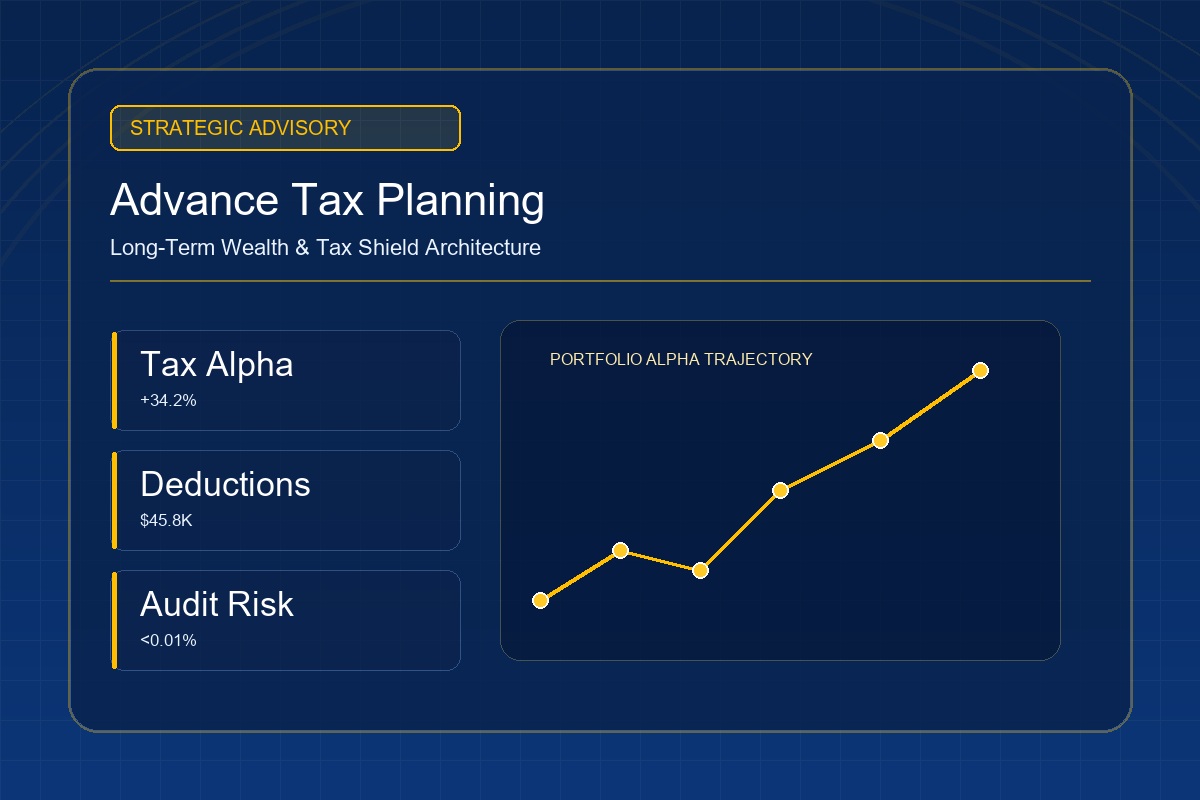 STRATEGIC ADVISORY
Advance Tax Planning
Long-Term Wealth & Tax Shield Architecture
Tax Alpha
+34.2%
Deductions
$45.8K
Audit Risk
<0.01%
PORTFOLIO ALPHA TRAJECTORY